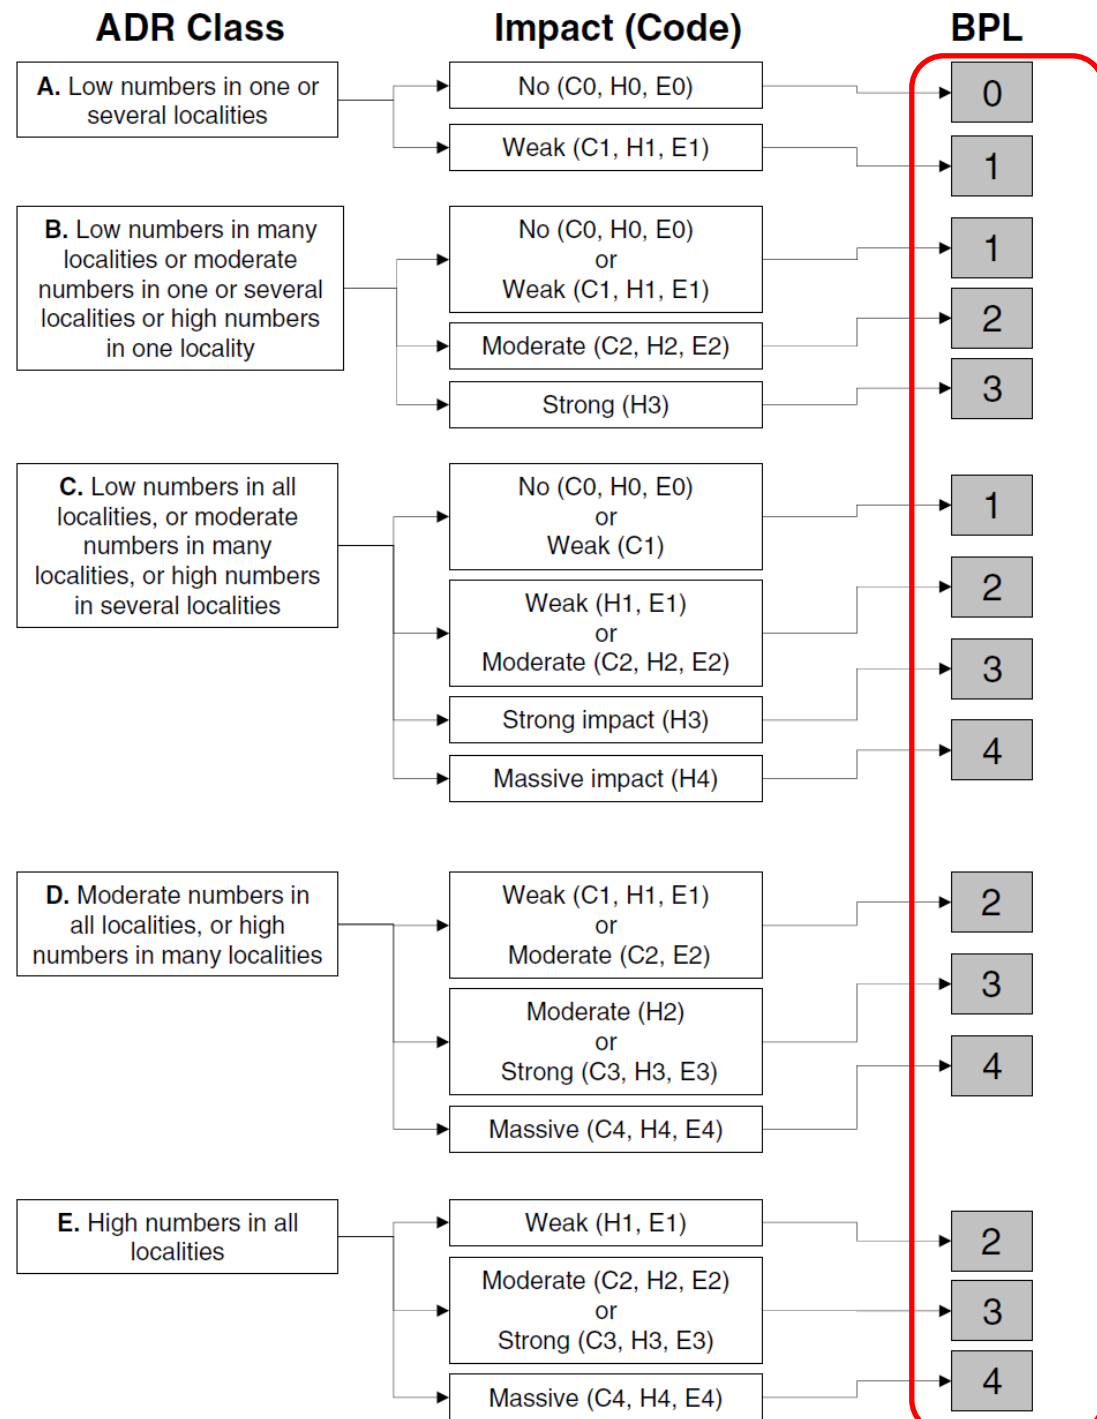 ADR Class
Impact (Code)
BPL
A. Low numbers in one or
several localities
No (C0, H0, E0)
0
Weak (C1, H1, E1)
1
B. Low numbers in many
localities or moderate
numbers in one or several
localities or high numbers
in one locality
No (C0, H0, E0)
or
Weak (C1, H1, E1)
1
Moderate (C2, H2, E2)
2
Strong (H3)
3
C. Low numbers in all
localities, or moderate
numbers in many
localities, or high numbers
in several localities
No (C0, H0, E0)
or
Weak (C1)
1
Weak (H1, E1)
or
Moderate (C2, H2, E2)
2
Strong impact (H3)
3
Massive impact (H4)
4
D. Moderate numbers in
all localities, or high
numbers in many localities
Weak (C1, H1, E1)
or
Moderate (C2, E2)
2
Moderate (H2)
or
Strong (C3, H3, E3)
3
Massive (C4, H4, E4)
4
E. High numbers in all
localities
Weak (H1, E1)
2
Moderate (C2, H2, E2)
or
Strong (C3, H3, E3)
3
Massive (C4, H4, E4)
4